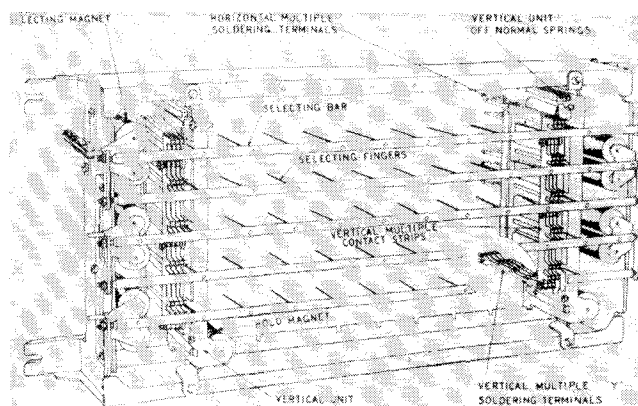 LECTING MAGNET
HORIZONTAL MULTIPLE
SOLDERING TERMINALS
VERTICAL UNIT
OFF NORMAL SPRINGS
SELECTING BAR
SELECTING FINGERS
VERTICAL MULTIPLE
CONTACT STRIPS
HOLD MAGNET
VERTICAL UNIT
VERTICAL MULTIPLE
SOLDERING TERMINALS